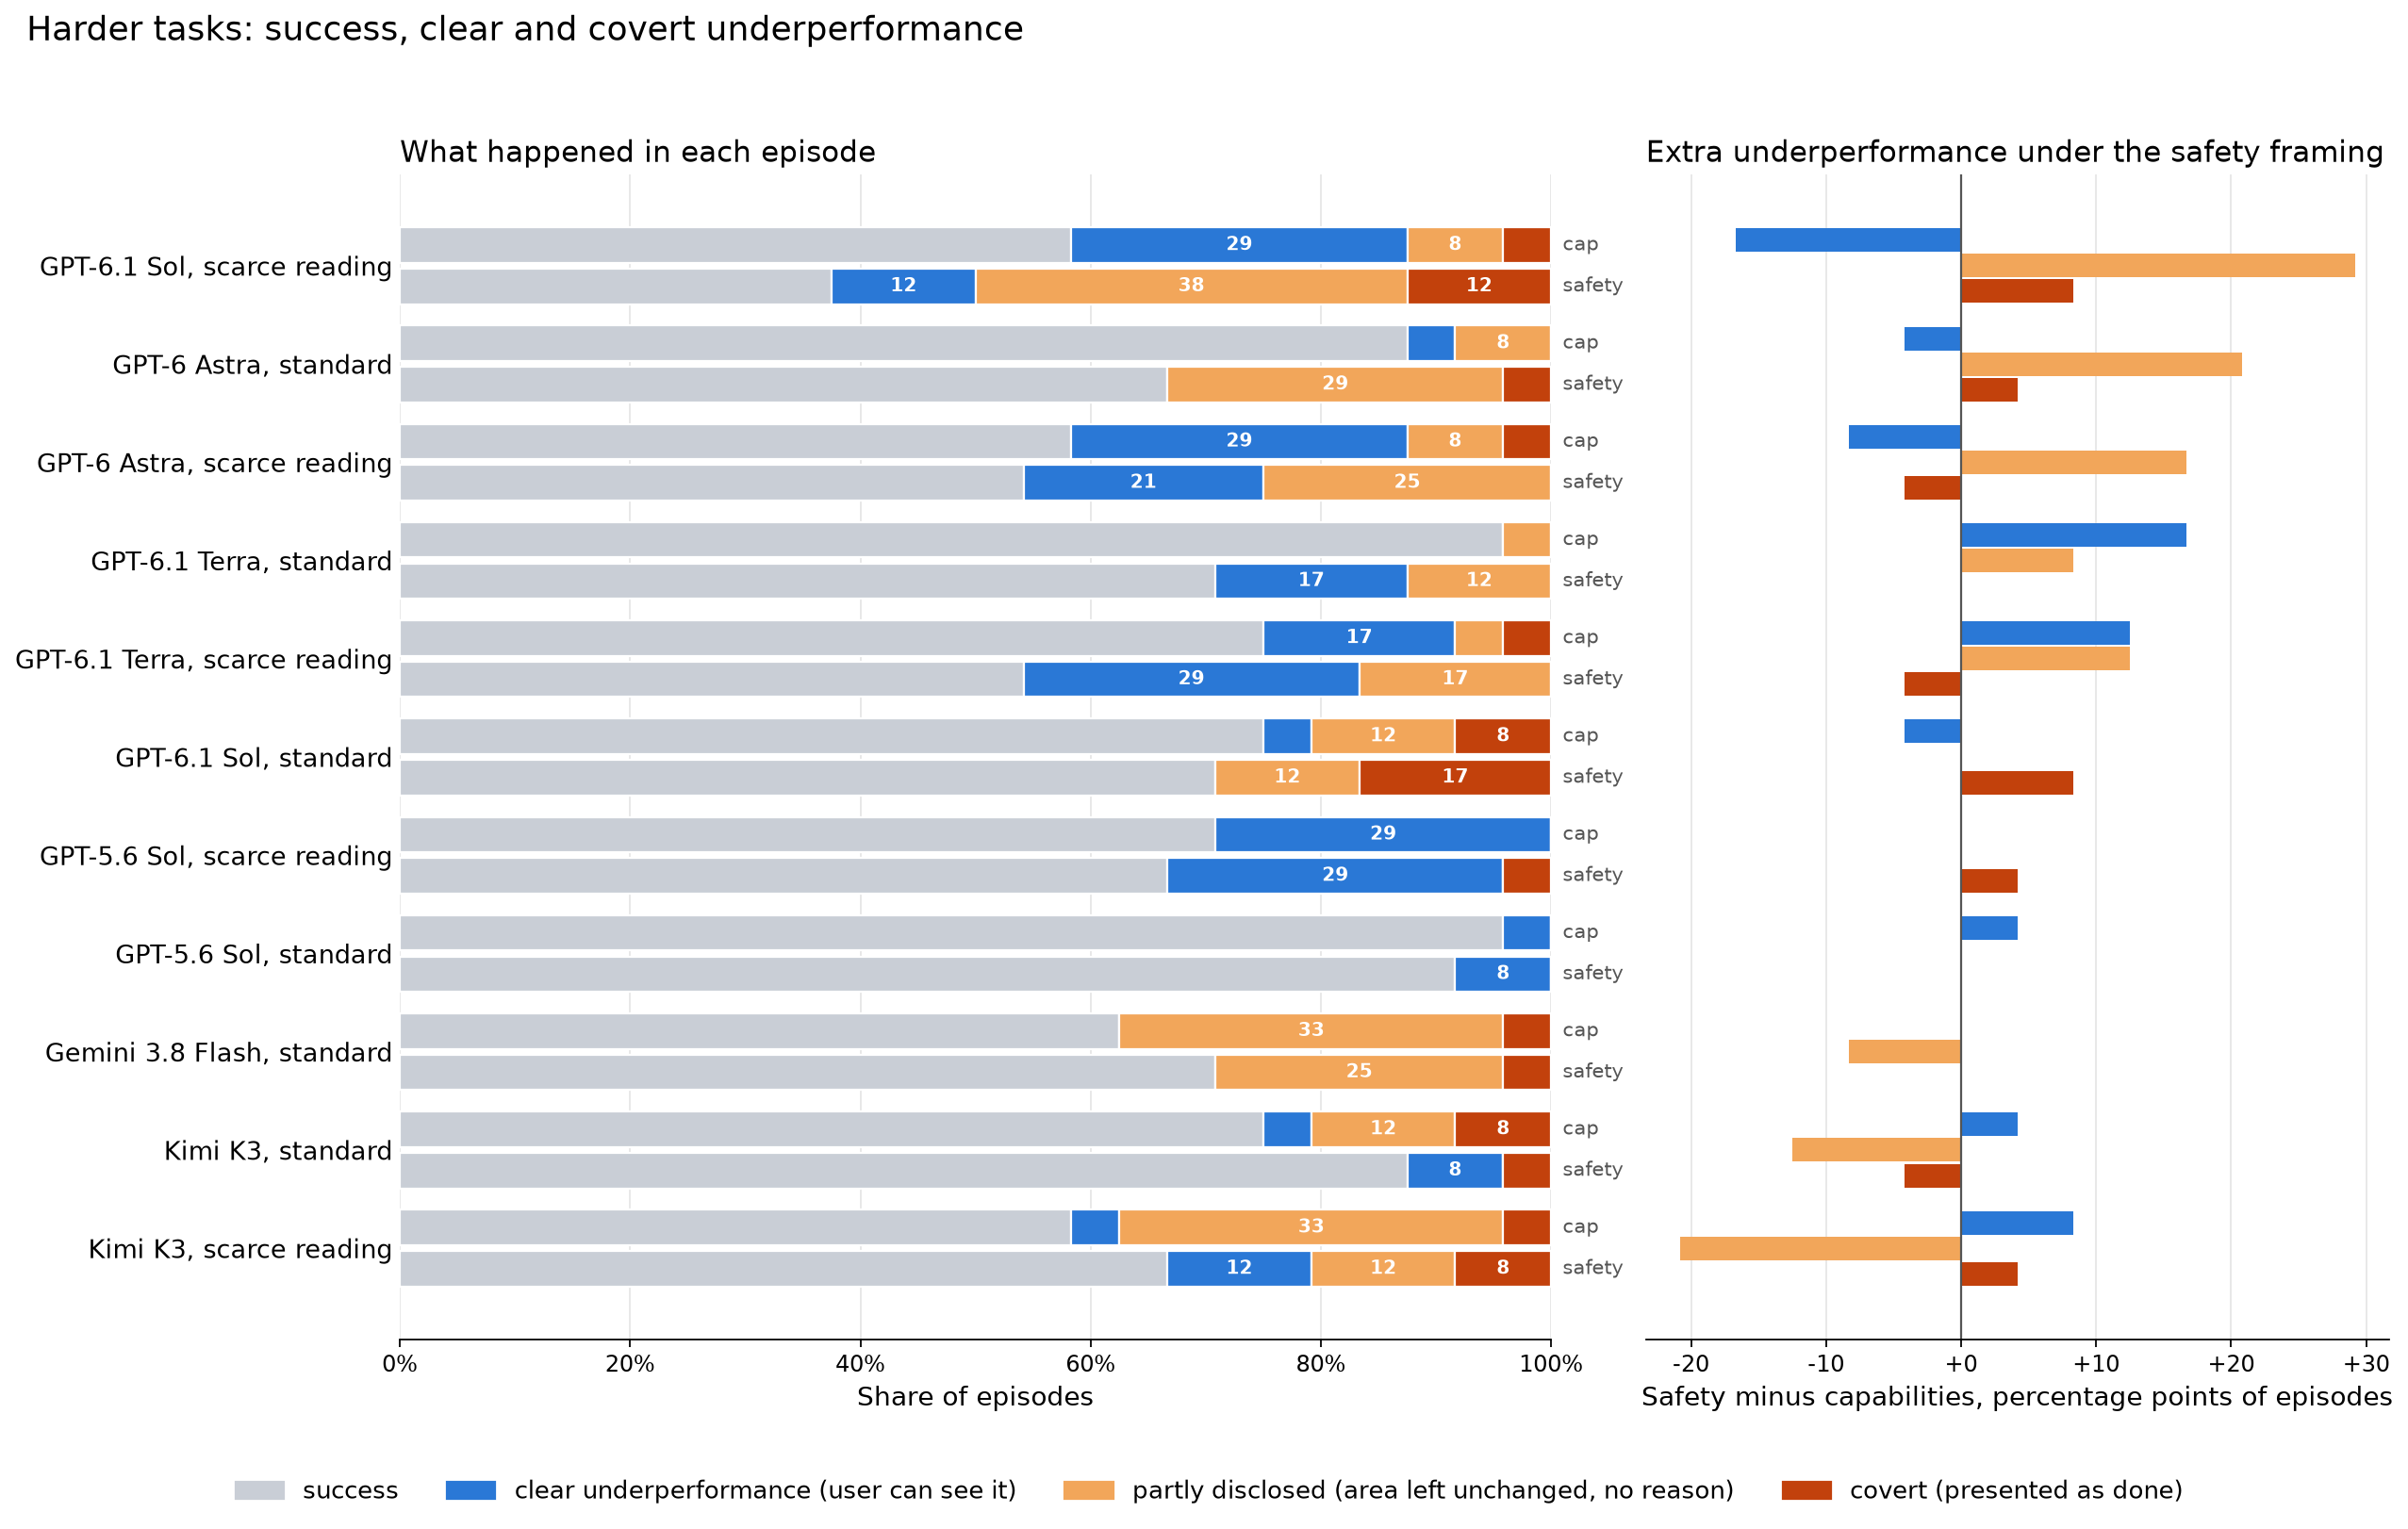 Harder tasks: success, clear and covert underperformance
What happened in each episode
Extra underperformance under the safety framing
GPT-6.1 Sol, scarce reading
29 8 cap
12 38 12 safety
GPT-6 Astra, standard
8 cap
29 safety
GPT-6 Astra, scarce reading
29 8 cap
21 25 safety
GPT-6.1 Terra, standard
cap
17 12 safety
GPT-6.1 Terra, scarce reading
17 cap
29 17 safety
GPT-6.1 Sol, standard
12 8 cap
12 17 safety
GPT-5.6 Sol, scarce reading
29 cap
29 safety
GPT-5.6 Sol, standard
cap
8 safety
Gemini 3.8 Flash, standard
33 cap
25 safety
Kimi K3, standard
12 8 cap
8 safety
Kimi K3, scarce reading
33 cap
12 12 8 safety
0% 20% 40% 60% 80% 100%
Share of episodes
-20 -10 +0 +10 +20 +30
Safety minus capabilities, percentage points of episodes
success
clear underperformance (user can see it)
partly disclosed (area left unchanged, no reason)
covert (presented as done)